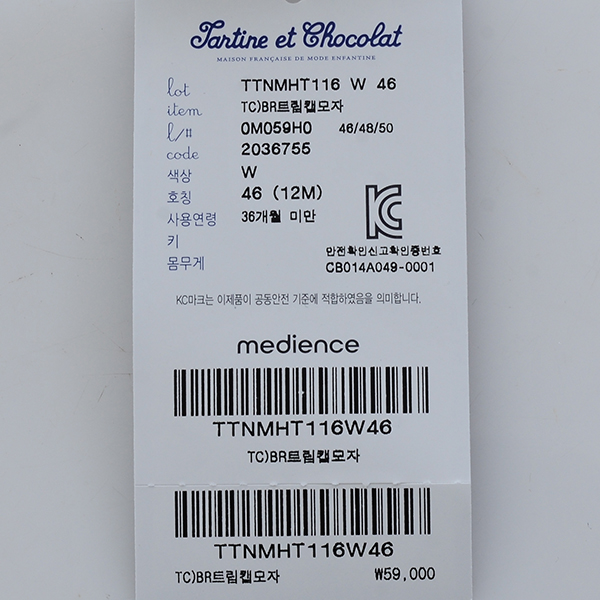 Tartine et Chocolat
MAISON FRANÇAISE DE MODE ENFANTINE
lot TTNMHT116 W 46
item TC)BR트림캡모자
l/# 0M059H0 46/48/50
code 2036755
색상 W
호칭 46 (12M)
사용연령 36개월 미만
키
몸무게
안전확인신고확인증번호
CB014A049-0001
KC마크는 이제품이 공동안전 기준에 적합하였음을 의미합니다.
medience
TTNMHT116W46
TC)BR트림캡모자
TTNMHT116W46
TC)BR트림캡모자 ₩59,000